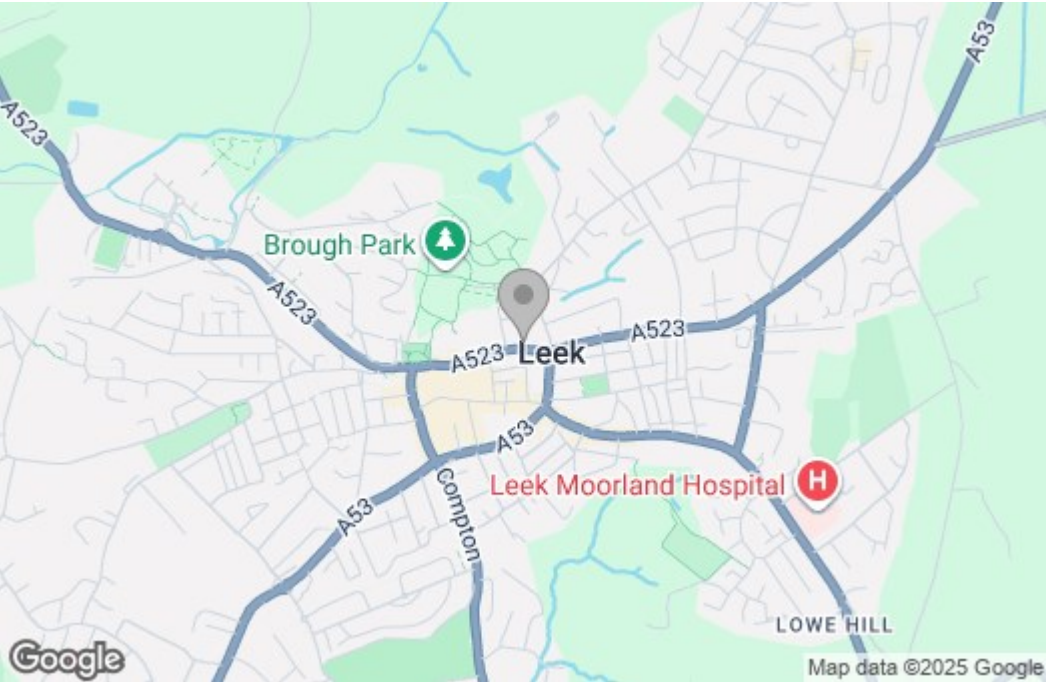 A53
A523
Brough Park
A523
A523
A523
Leek
A53
Leek Moorland Hospital
H
A53
Compton
LOWE HILL
Google
Map data ©2025 Google